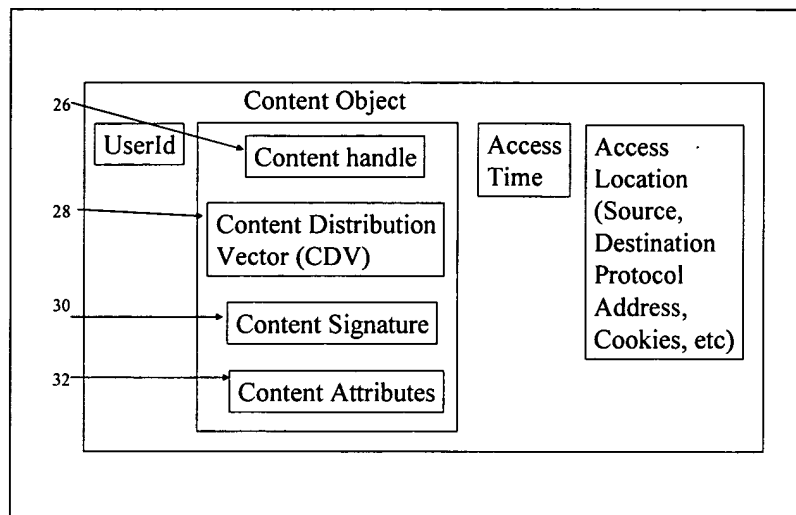 Content Object
26
UserId
Content handle
Access
Time
Access
Location
(Source,
Destination
Protocol
Address,
Cookies, etc)
28
Content Distribution
Vector (CDV)
30
Content Signature
32
Content Attributes